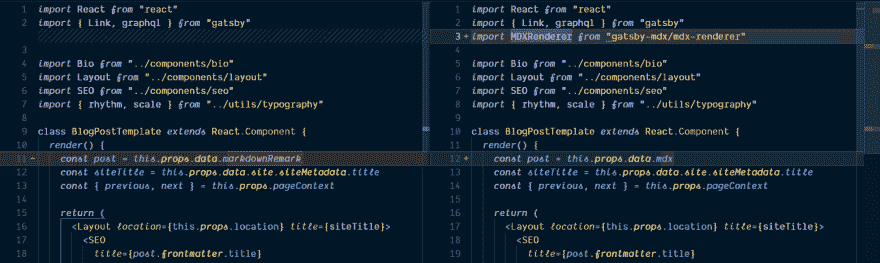 1 import React from "react"
2 import { Link, graphql } from "gatsby"
3
4 import Bio from "../components/bio"
5 import Layout from "../components/layout"
6 import SEO from "../components/seo"
7 import { rhythm, scale } from "../utils/typography"
8
9 class BlogPostTemplate extends React.Component {
10 render() {
11 - const post = this.props.data.markdownRemark
12 const siteTitle = this.props.data.site.siteMetadata.title
13 const { previous, next } = this.props.pageContext
14
15 return (
16 <Layout location={this.props.location} title={siteTitle}>
17 <SEO
18 title={post.frontmatter.title}
1 import React from "react"
2 import { Link, graphql } from "gatsby"
3 + import MDXRenderer from "gatsby-mdx/mdx-renderer"
4
5 import Bio from "../components/bio"
6 import Layout from "../components/layout"
7 import SEO from "../components/seo"
8 import { rhythm, scale } from "../utils/typography"
9
10 class BlogPostTemplate extends React.Component {
11 render() {
12 + const post = this.props.data.mdx
13 const siteTitle = this.props.data.site.siteMetadata.title
14 const { previous, next } = this.props.pageContext
15
16 return (
17 <Layout location={this.props.location} title={siteTitle}>
18 <SEO
19 title={post.frontmatter.title}